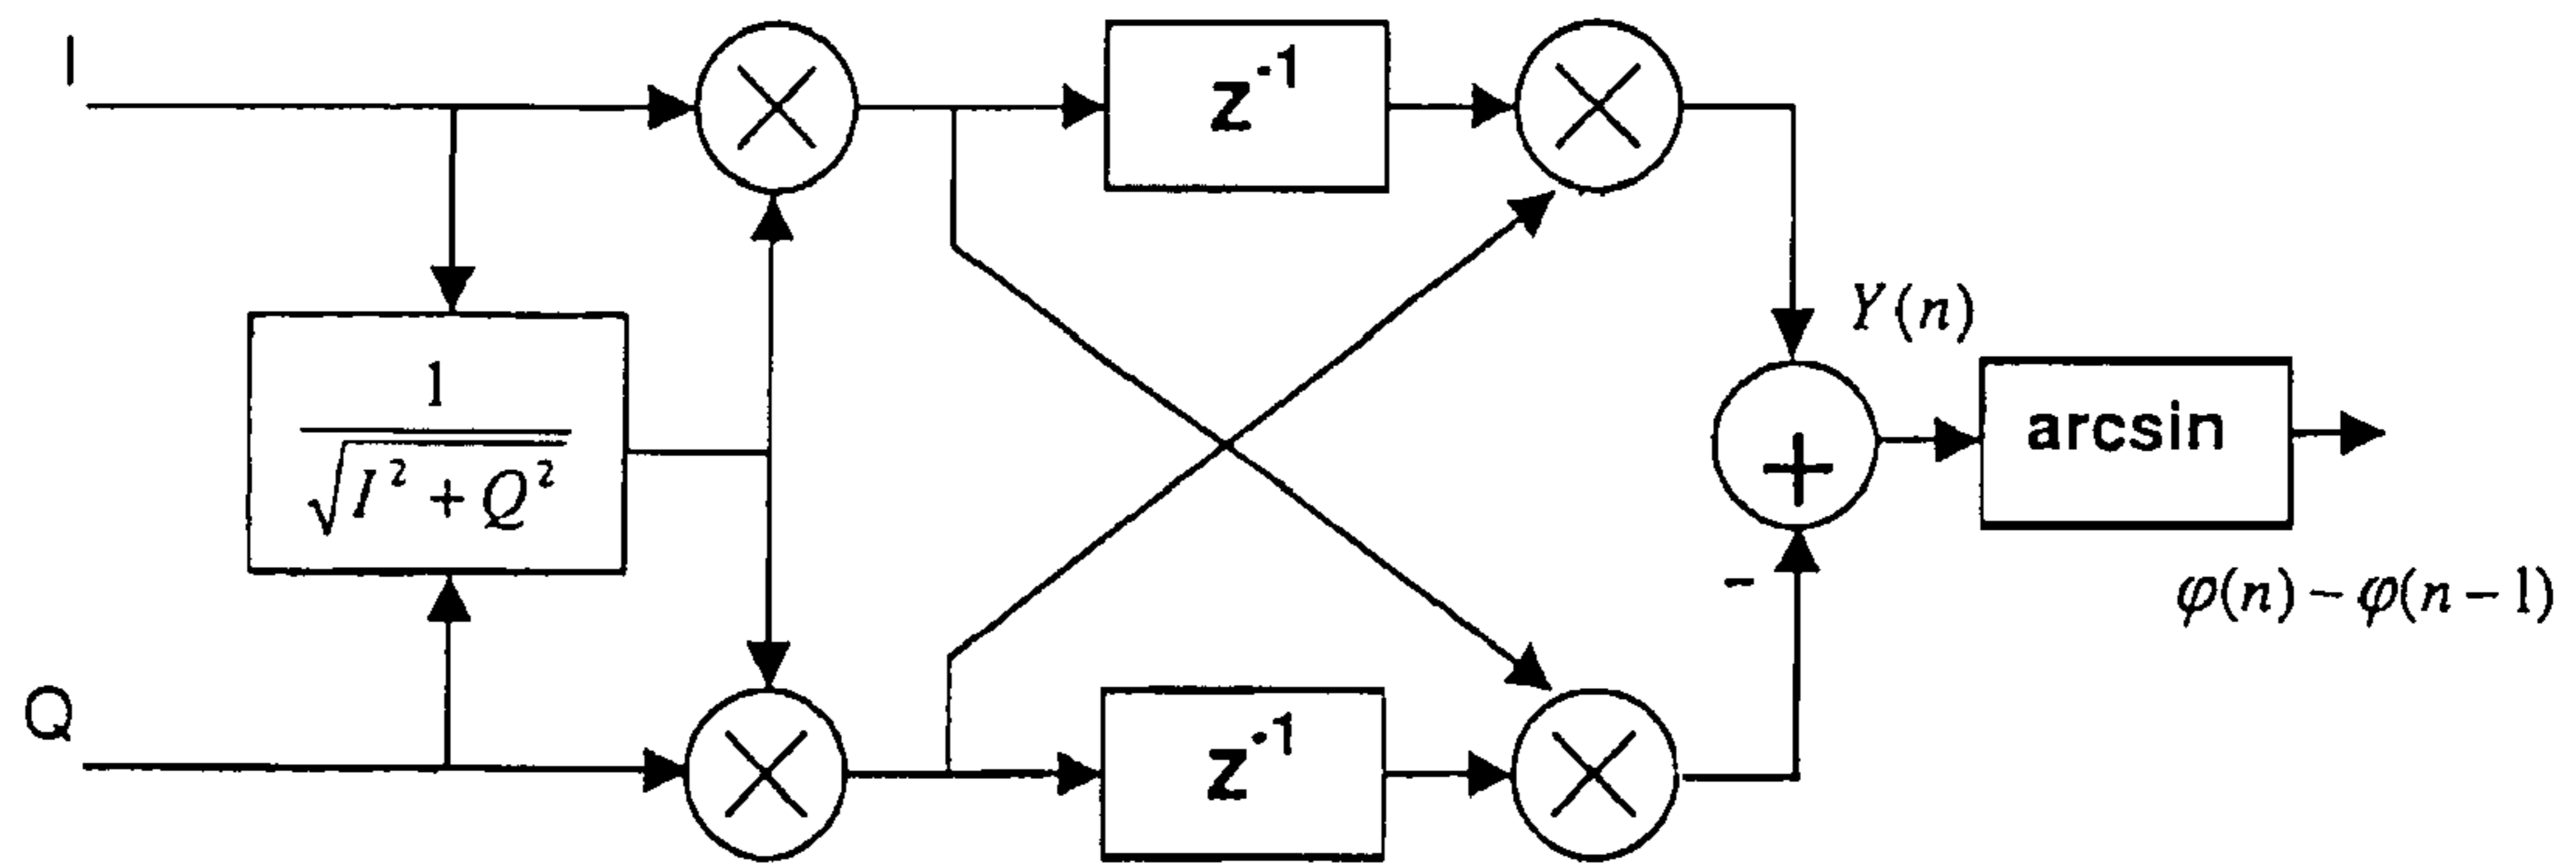 I
z⁻¹
Y(n)
1
√I² + Q²
+
arcsin
-
φ(n) – φ(n – 1)
Q
z⁻¹